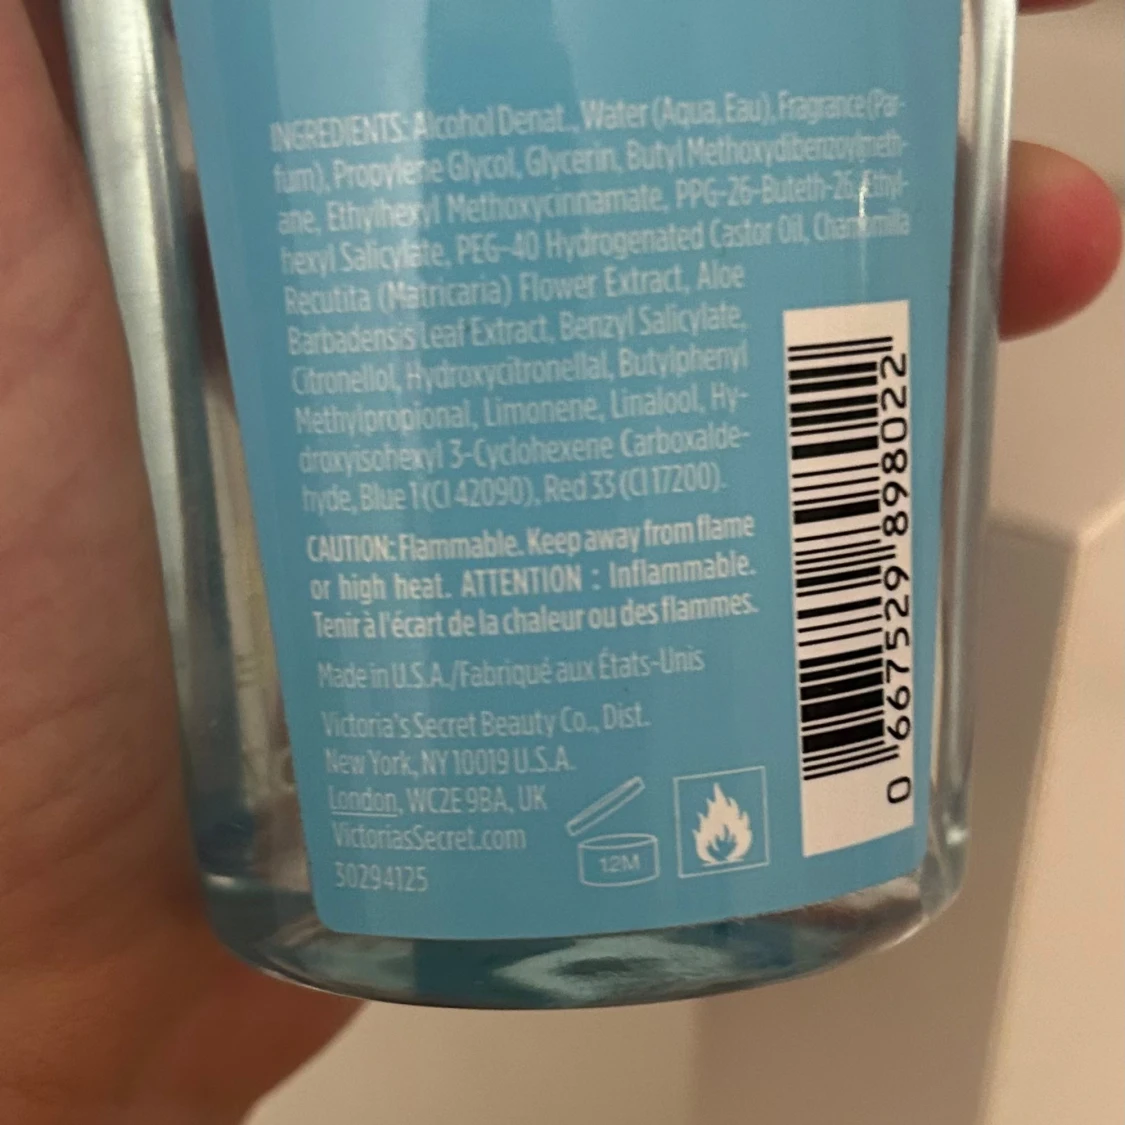 INGREDIENTS: Alcohol Denat., Water (Aqua, Eau), Fragrance (Par-
fum), Propylene Glycol, Glycerin, Butyl Methoxydibenzoylmeth-
ane, Ethylhexyl Methoxycinnamate, PPG-26-Buteth-26, Ethyl-
hexyl Salicylate, PEG-40 Hydrogenated Castor Oil, Chamomilla
Recutita (Matricaria) Flower Extract, Aloe
Barbadensis Leaf Extract, Benzyl Salicylate,
Citronellol, Hydroxycitronellal, Butylphenyl
Methylpropional, Limonene, Linalool, Hy-
droxyisohexyl 3-Cyclohexene Carboxalde-
hyde, Blue 1 (CI 42090), Red 33 (CI 17200).
CAUTION: Flammable. Keep away from flame
or high heat. ATTENTION : Inflammable.
Tenir à l'écart de la chaleur ou des flammes.
Made in U.S.A./Fabriqué aux États-Unis
Victoria's Secret Beauty Co., Dist.
New York, NY 10019 U.S.A.
London, WC2E 9BA, UK
VictoriasSecret.com
30294125
12M
0 667529 898022